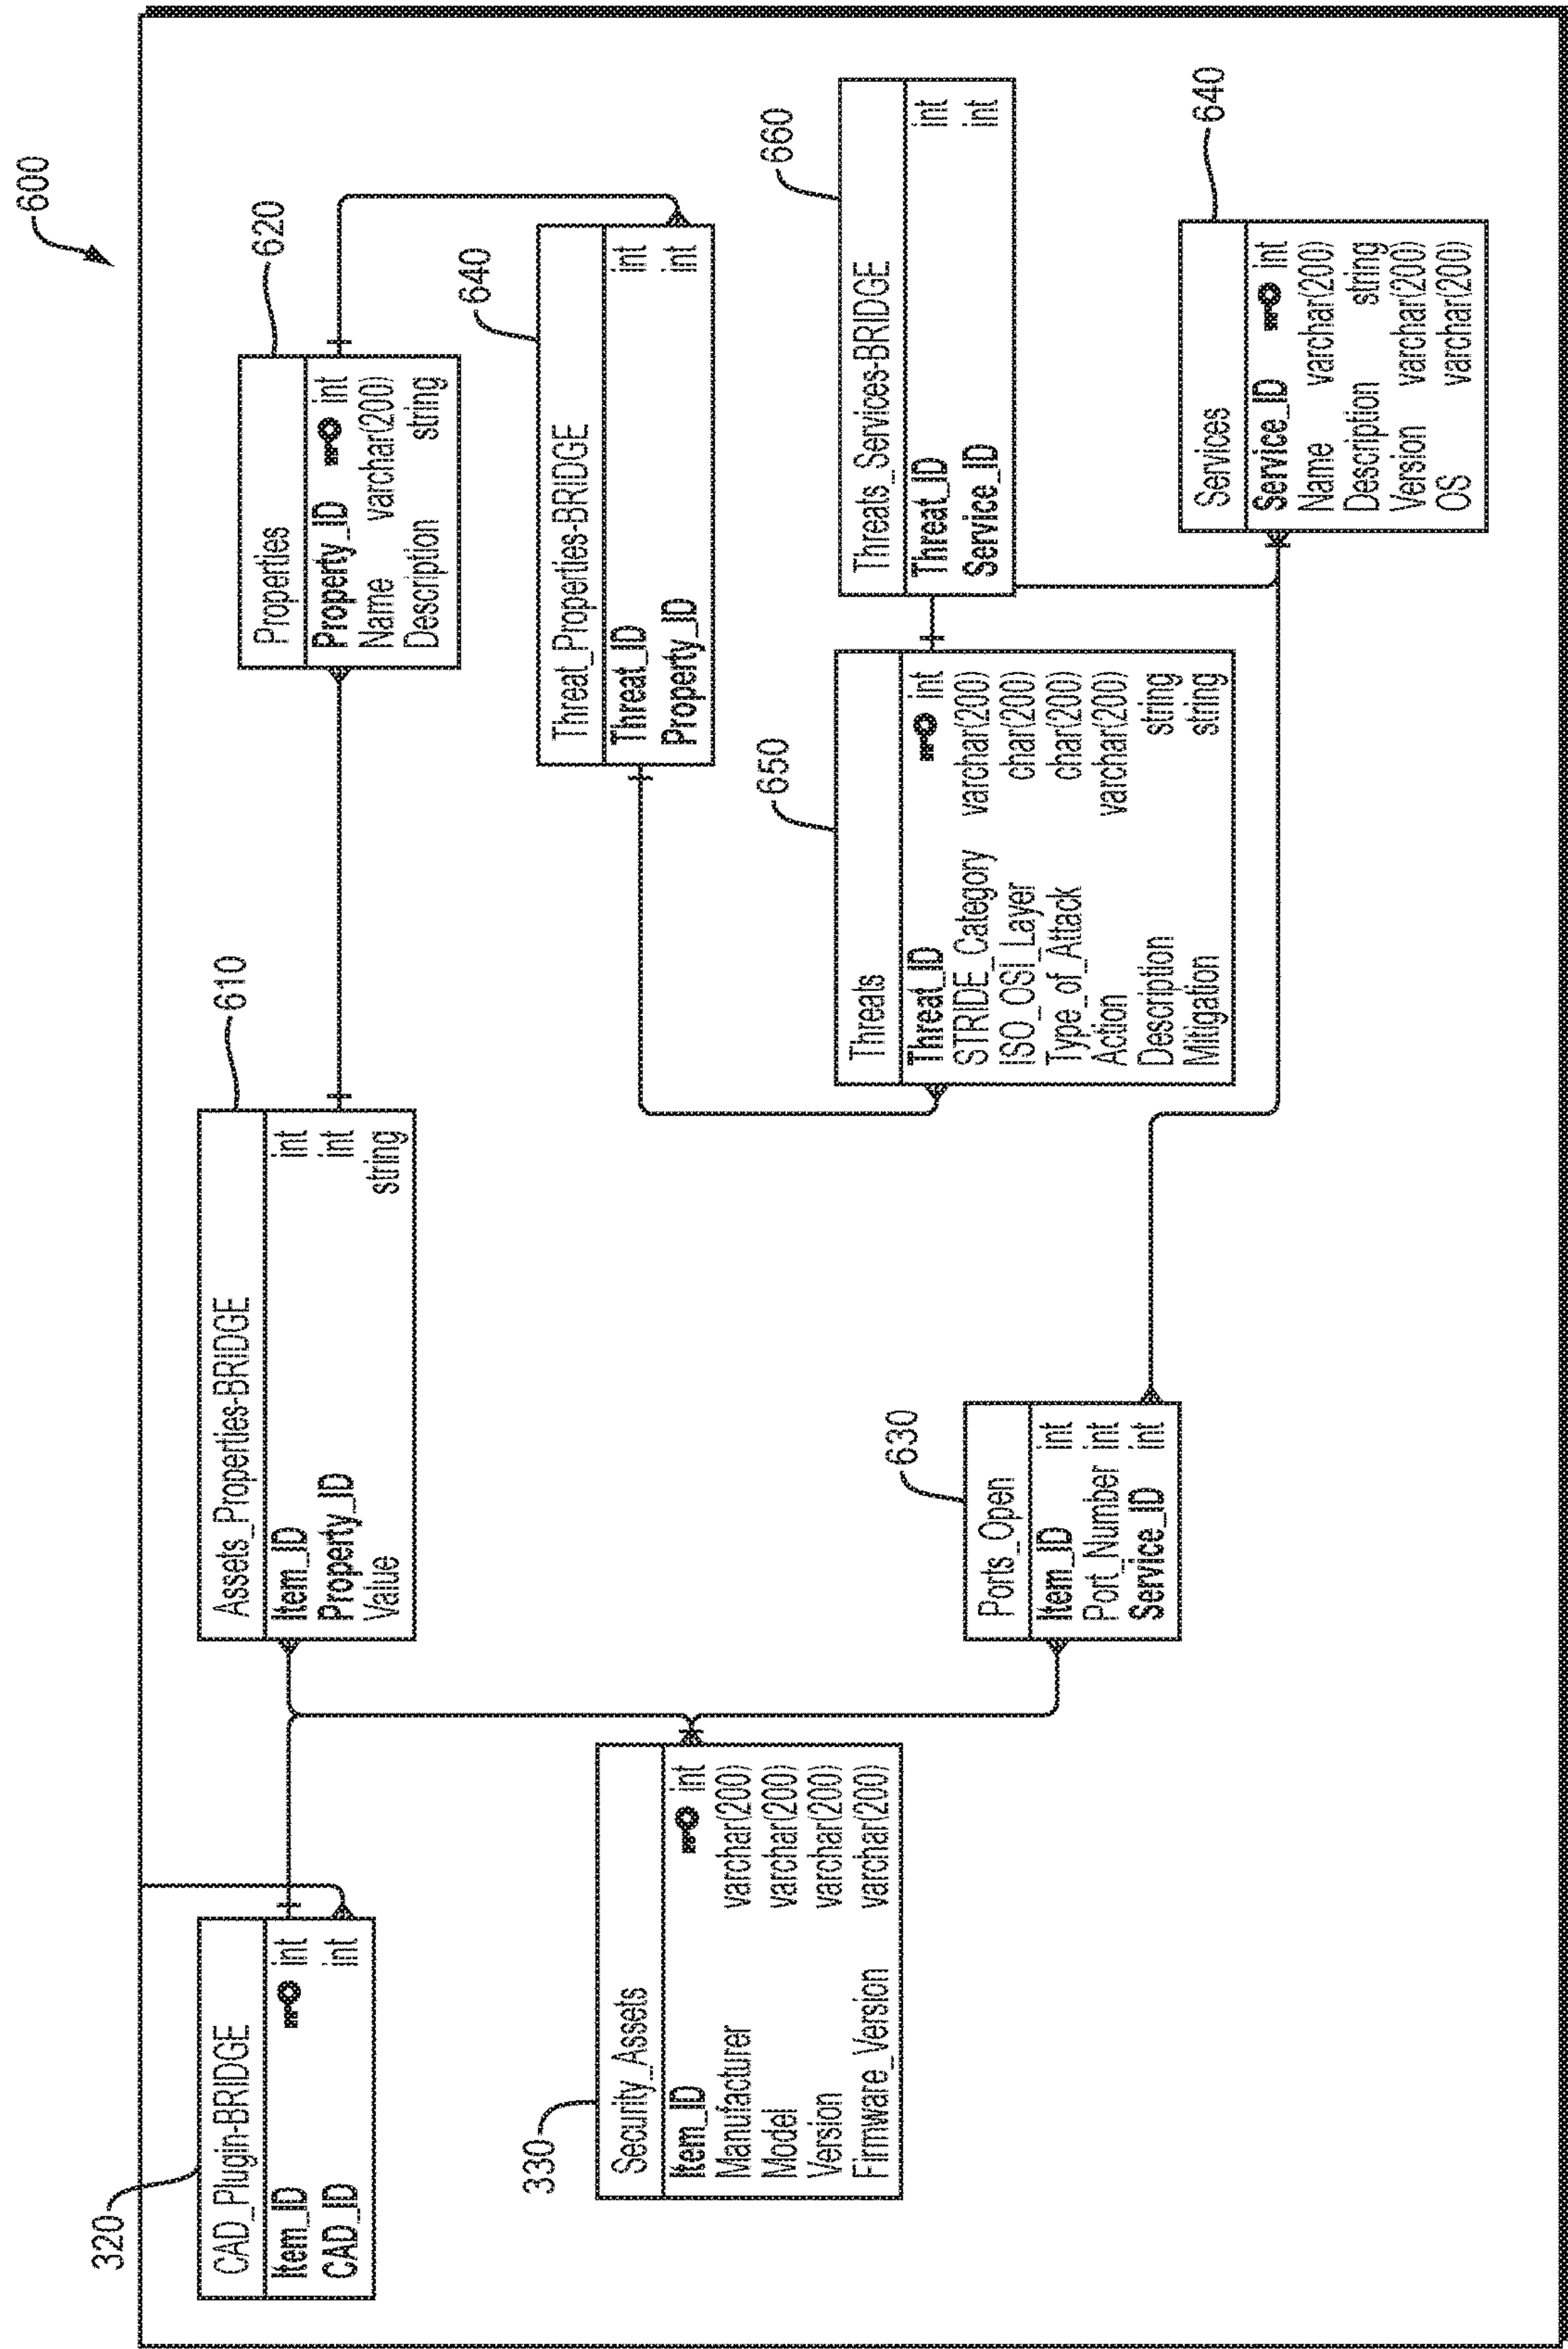 600
320
CAD_Plugin-BRIDGE
Item_ID int
CAD_ID int
610
Assets_Properties-BRIDGE
Item_ID int
Property_ID int
Value string
620
Properties
Property_ID int
Name varchar(200)
Description string
640
Threat_Properties-BRIDGE
Threat_ID int
Property_ID int
330
Security_Assets
Item_ID int
Manufacturer varchar(200)
Model varchar(200)
Version varchar(200)
Firmware_Version varchar(200)
650
Threats
Threat_ID int
STRIDE_Category varchar(200)
ISO_OSI_Layer char(200)
Type_of_Attack char(200)
Action varchar(200)
Description string
Mitigation string
660
Threats_Services-BRIDGE
Threat_ID int
Service_ID int
630
Ports_Open
Item_ID int
Port_Number int
Service_ID int
640
Services
Service_ID int
Name varchar(200)
Description string
Version varchar(200)
OS varchar(200)